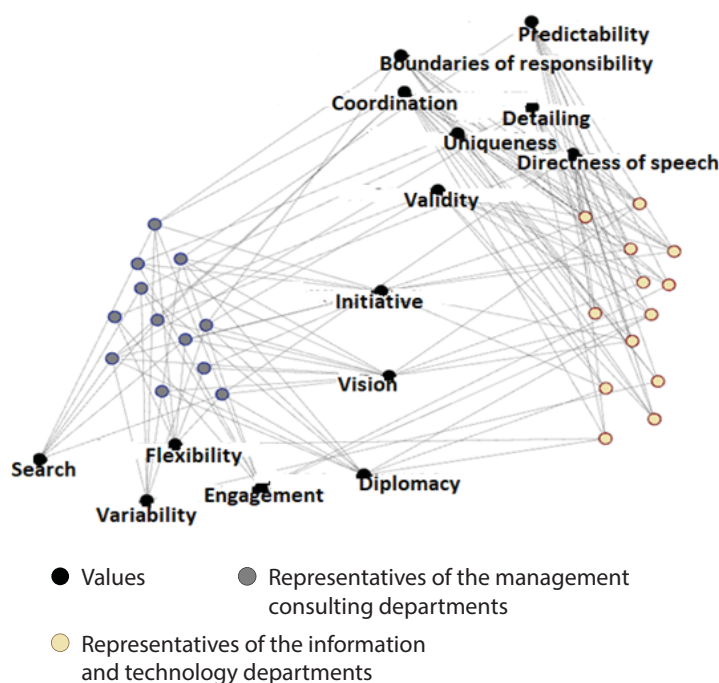 Predictability
Boundaries of responsibility
Coordination
Detailing
Uniqueness
Directness of speech
Validity
Initiative
Vision
Flexibility
Search
Engagement
Diplomacy
Variability
Values
Representatives of the management
consulting departments
Representatives of the information
and technology departments